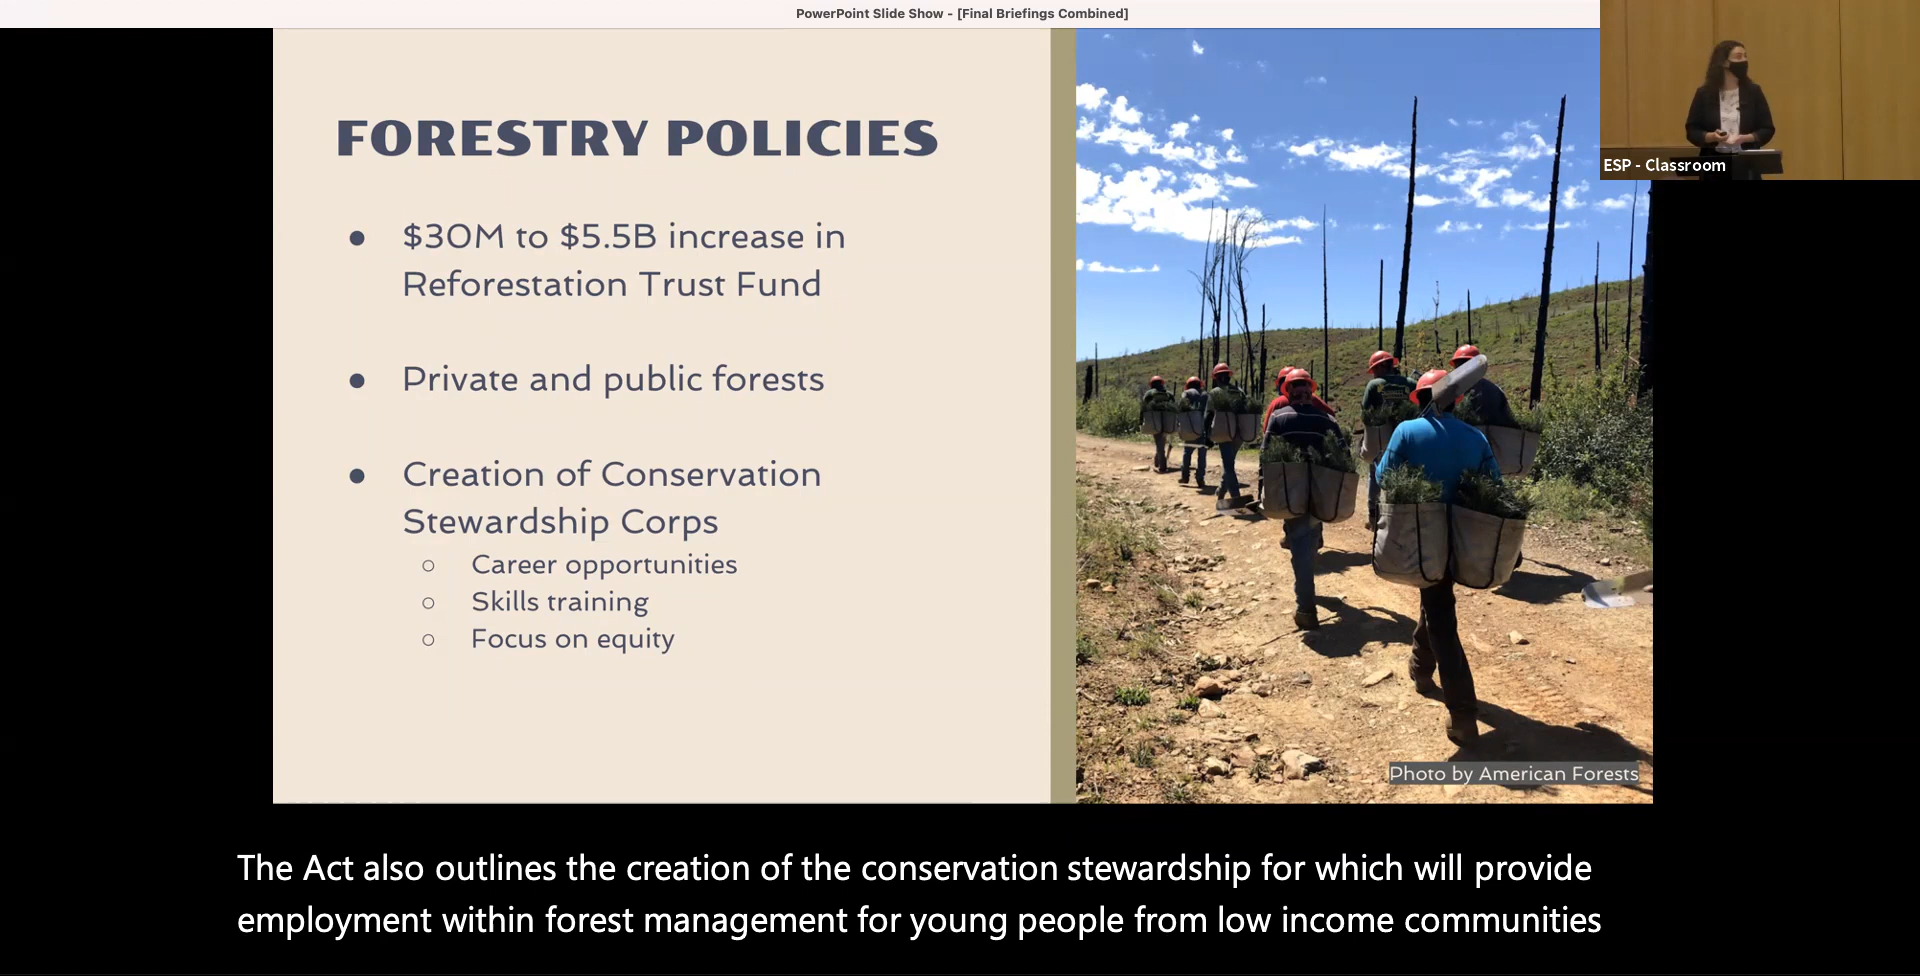 PowerPoint Slide Show - [Final Briefings Combined]
ESP - Classroom
FORESTRY POLICIES
● $30M to $5.5B increase in
Reforestation Trust Fund
● Private and public forests
● Creation of Conservation
Stewardship Corps
○ Career opportunities
○ Skills training
○ Focus on equity
Photo by American Forests
The Act also outlines the creation of the conservation stewardship for which will provide
employment within forest management for young people from low income communities